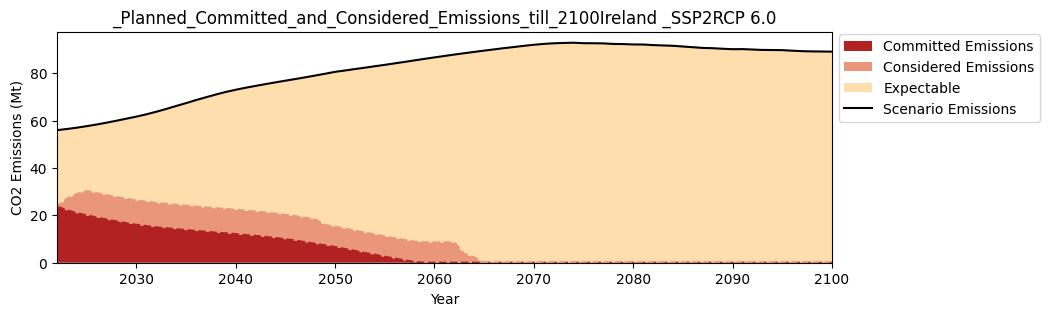 _Planned_Committed_and_Considered_Emissions_till_2100Ireland _SSP2RCP 6.0
Committed Emissions
Considered Emissions
Expectable
Scenario Emissions
CO2 Emissions (Mt)
80
60
40
20
0
2030 2040 2050 2060 2070 2080 2090 2100
Year